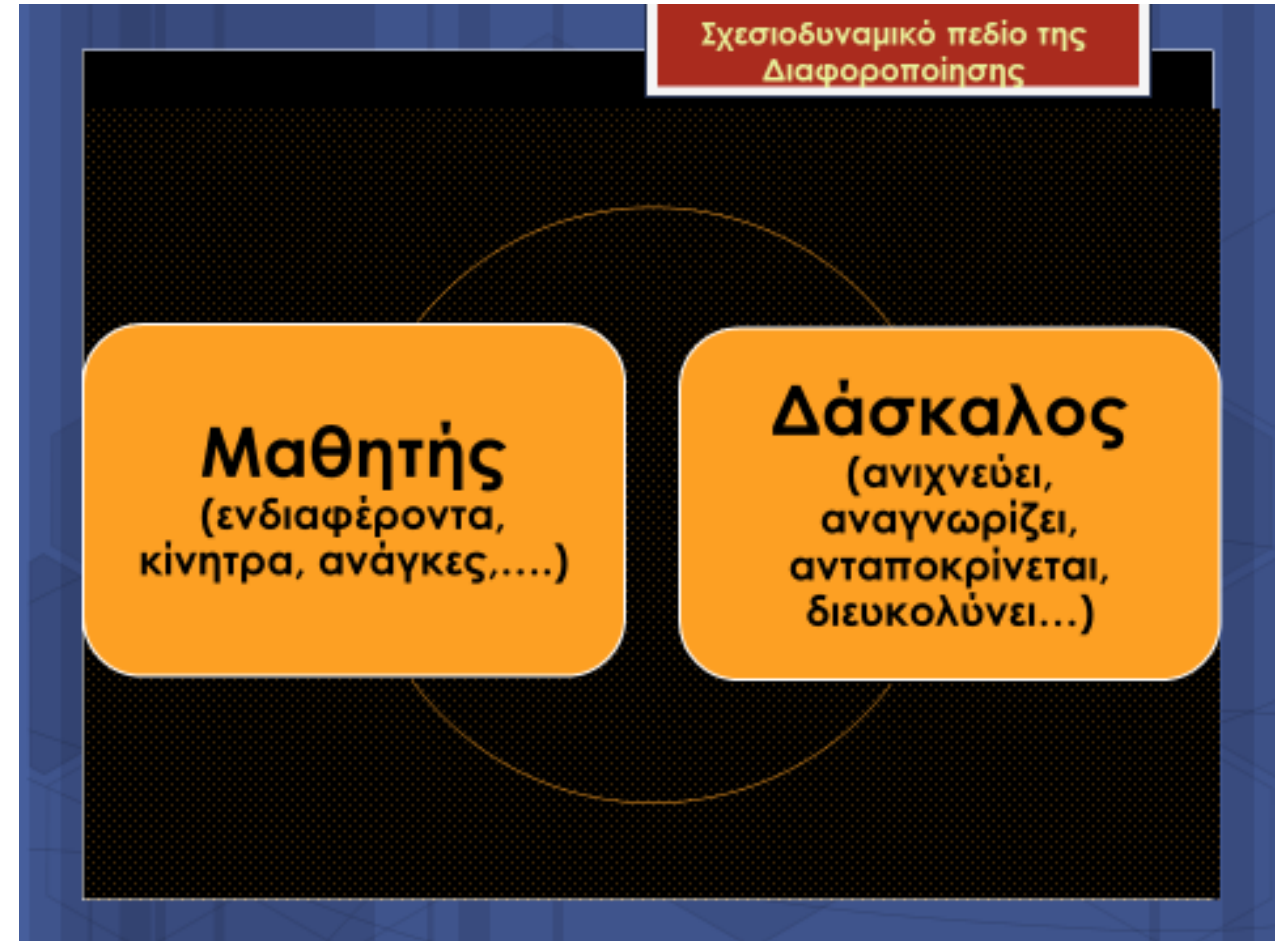 Σχεσιοδυναμικό πεδίο της
Διαφοροποίησης
Μαθητής
(ενδιαφέροντα,
κίνητρα, ανάγκες,....)
Δάσκαλος
(ανιχνεύει,
αναγνωρίζει,
ανταποκρίνεται,
διευκολύνει...)